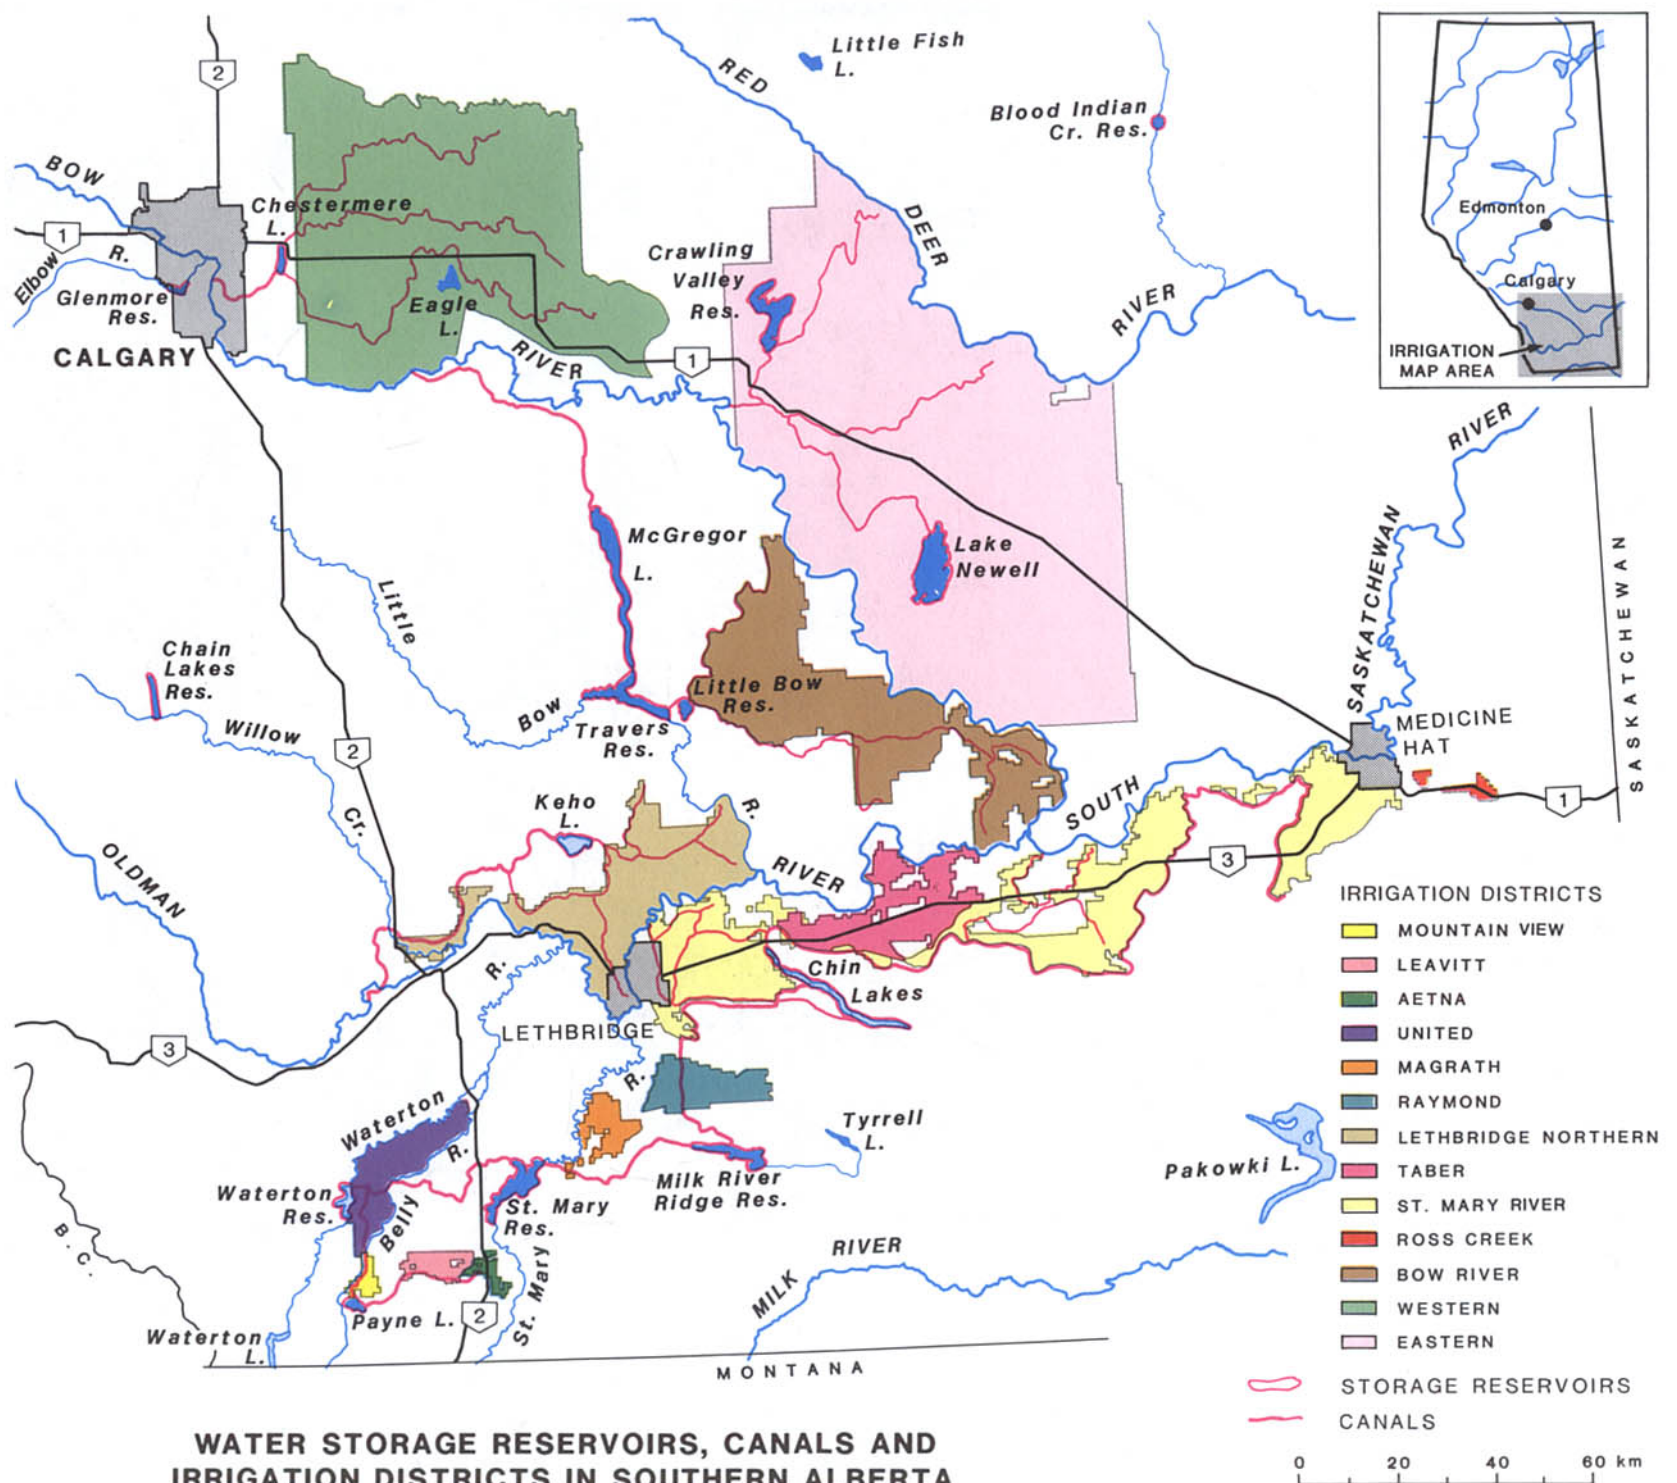 Little Fish
L.
RED
2
Blood Indian
Cr. Res.
BOW
Chestermere
L.
DEER
Edmonton
1
R.
Elbow
Crawling
Valley
Res.
Calgary
Glenmore
Res.
Eagle
L.
RIVER
IRRIGATION
MAP AREA
CALGARY
RIVER
1
RIVER
McGregor
L.
Lake
Newell
SASKATCHEWAN
SASKATCHEWAN
Little
Chain
Lakes
Res.
Little Bow
Res.
Bow
Willow
Travers
Res.
2
MEDICINE
HAT
Keho
L.
R.
SOUTH
Cr.
1
OLDMAN
RIVER
3
IRRIGATION DISTRICTS
MOUNTAIN VIEW
LEAVITT
AETNA
UNITED
MAGRATH
RAYMOND
LETHBRIDGE NORTHERN
TABER
ST. MARY RIVER
ROSS CREEK
BOW RIVER
WESTERN
EASTERN
STORAGE RESERVOIRS
CANALS
R.
Chin
Lakes
LETHBRIDGE
3
R.
Waterton
R.
Tyrrell
L.
Pakowki L.
Milk River
Ridge Res.
Waterton
Res.
Belly
St. Mary
Res.
B.C.
RIVER
MILK
St. Mary
Payne L.
2
Waterton
L.
MONTANA
WATER STORAGE RESERVOIRS, CANALS AND
IRRIGATION DISTRICTS IN SOUTHERN ALBERTA
0 20 40 60 km